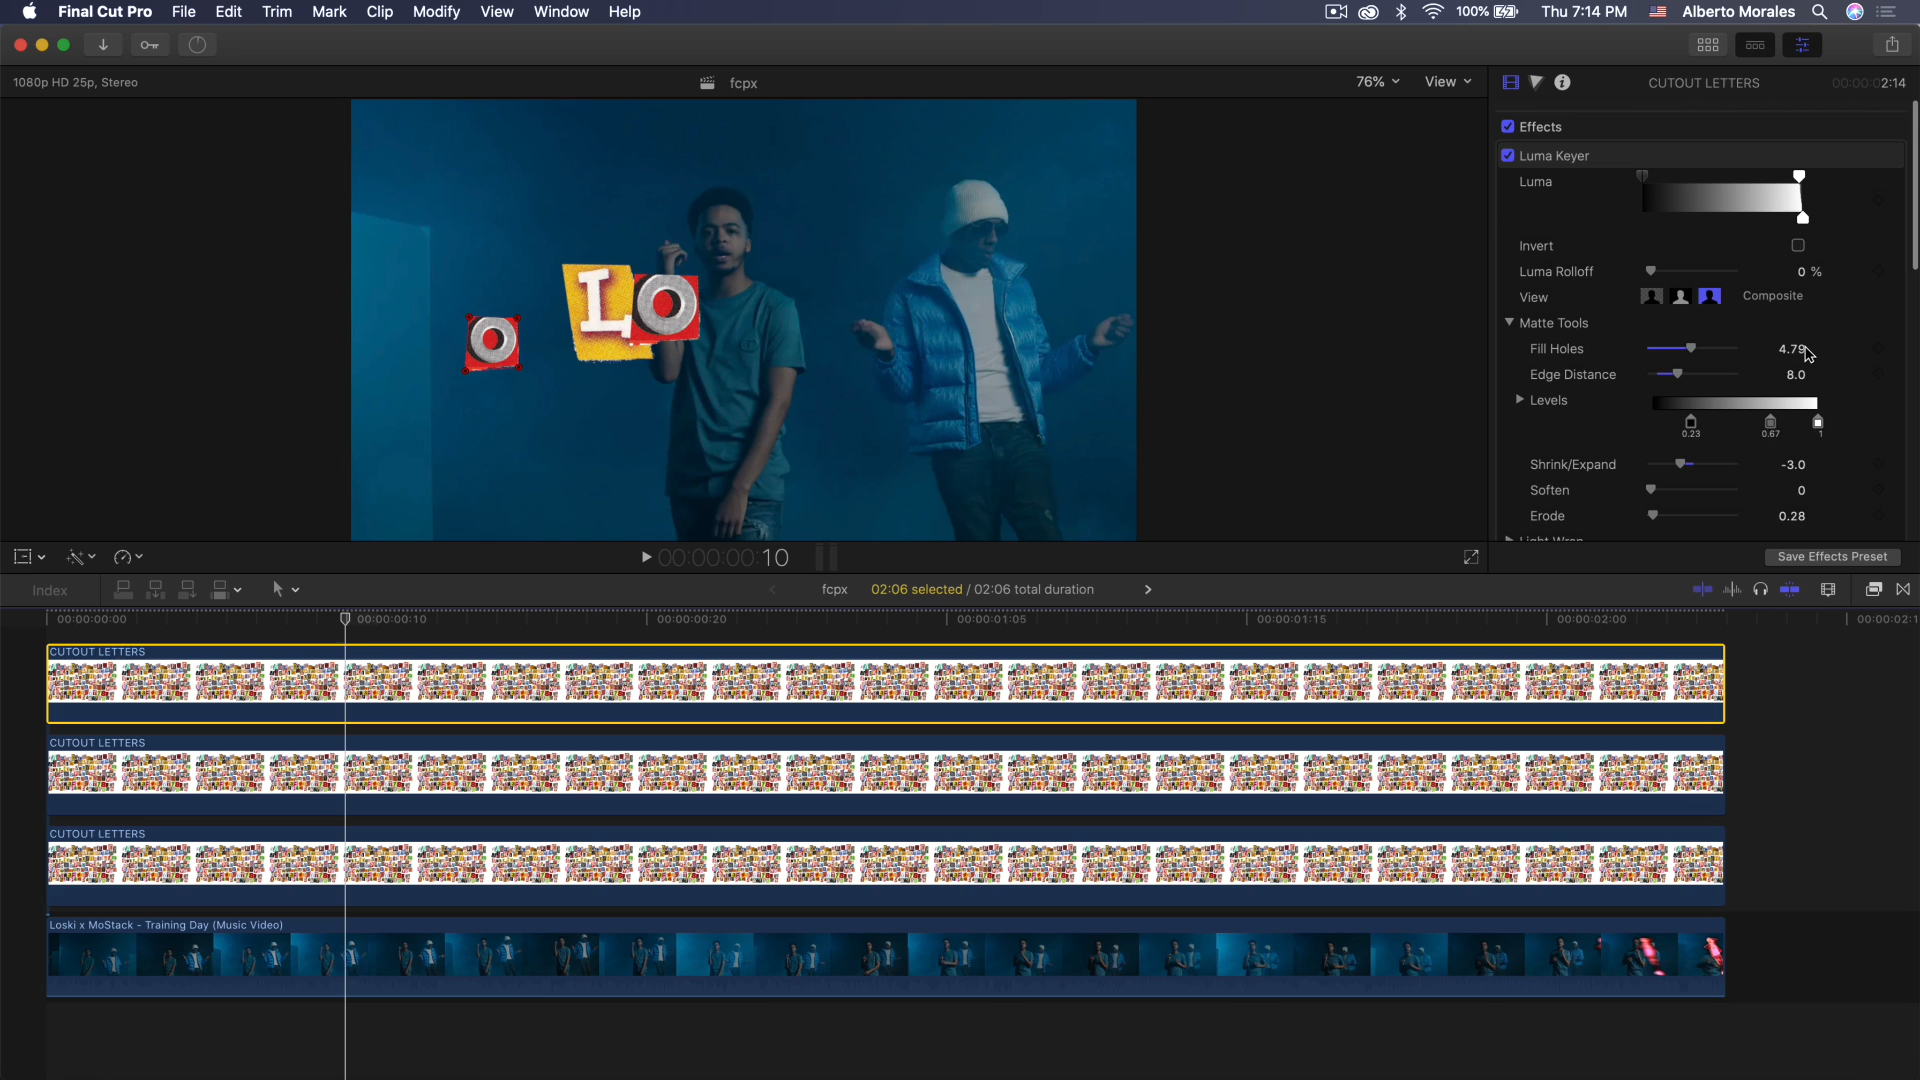 Final Cut Pro File Edit Trim Mark Clip Modify View Window Help 100% Thu 7:14 PM Alberto Morales
1080p HD 25p, Stereo fcpx 76% View CUTOUT LETTERS 00:00:02:14
Effects
Luma Keyer
Luma
Invert
Luma Rolloff 0 %
View Composite
Matte Tools
Fill Holes 4.79
Edge Distance 8.0
Levels
0.23 0.67 1
Shrink/Expand -3.0
Soften 0
Erode 0.28
Light Wrap
O
LO
00:00:00:10 Save Effects Preset
Index fcpx 02:06 selected / 02:06 total duration
00:00:00:00 00:00:00:10 00:00:00:20 00:00:01:05 00:00:01:15 00:00:02:00 00:00:02:1
CUTOUT LETTERS
CUTOUT LETTERS
CUTOUT LETTERS
Loski x MoStack - Training Day (Music Video)